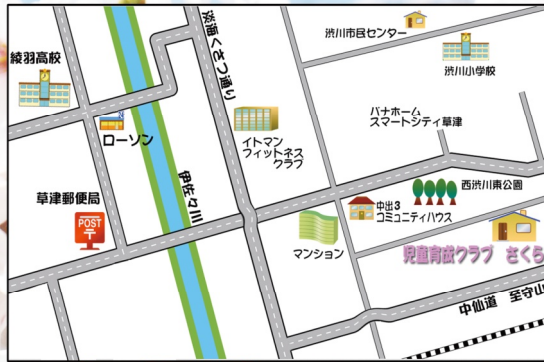 渋川市民センター
淡海くさつ通り
綾羽高校
渋川小学校
パナホーム
スマートシティ草津
ローソン
イトマン
フィットネス
クラブ
伊佐々川
西渋川東公園
草津郵便局
POST
〒
中出3
コミュニティハウス
マンション
児童育成クラブ さくら
中仙道 至守山